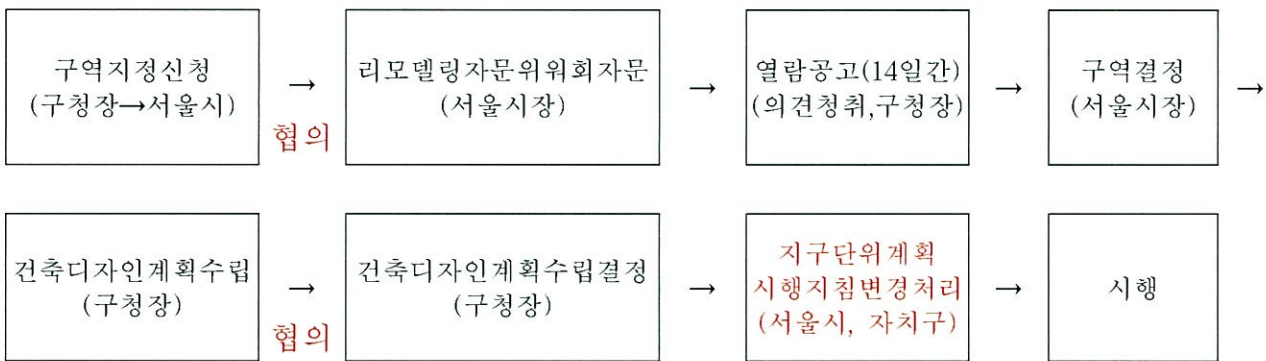 구역지정신청
(구청장→서울시)
→
협의
리모델링자문위워회자문
(서울시장)
→
열람공고(14일간)
(의견청취,구청장)
→
구역결정
(서울시장)
→
건축디자인계획수립
(구청장)
→
협의
건축디자인계획수립결정
(구청장)
→
지구단위계획
시행지침변경처리
(서울시, 자치구)
→
시행